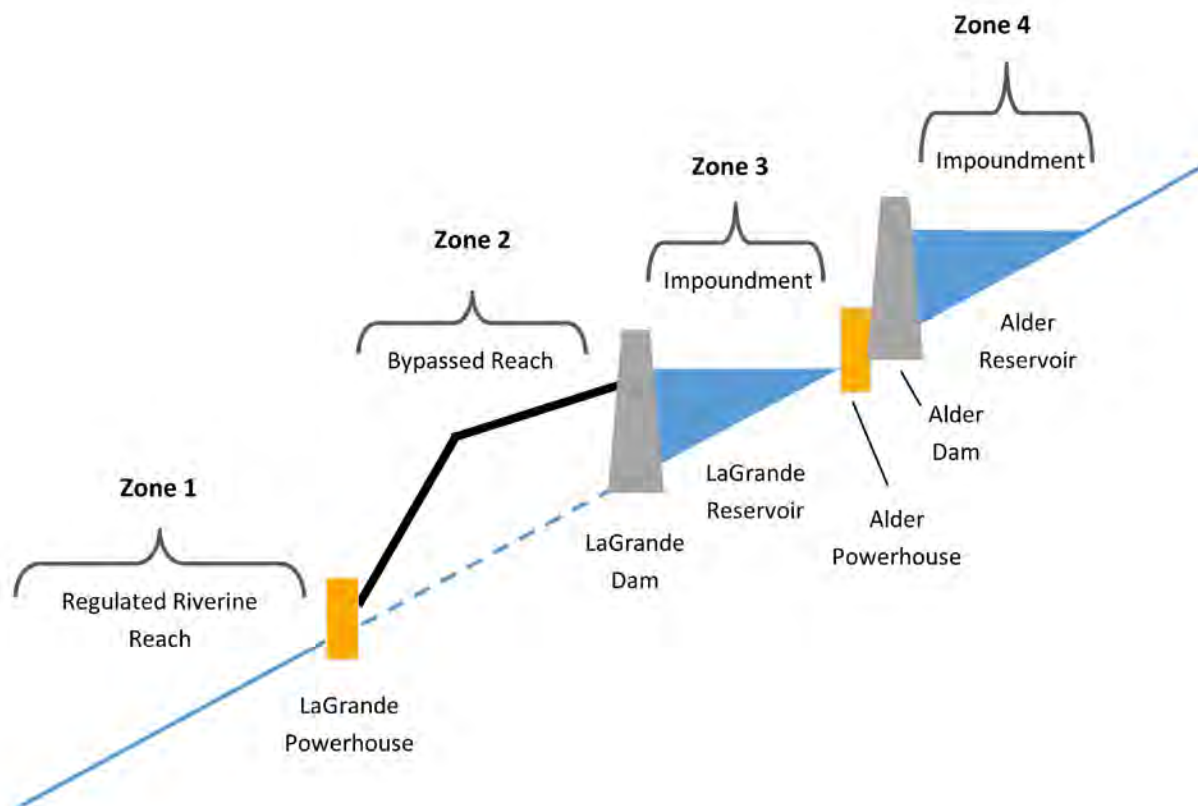 Zone 4
Impoundment
Zone 3
Impoundment
Zone 2
Bypassed Reach
Zone 1
Regulated Riverine
Reach
Alder
Reservoir
Alder
Dam
LaGrande
Reservoir
Alder
Powerhouse
LaGrande
Dam
LaGrande
Powerhouse